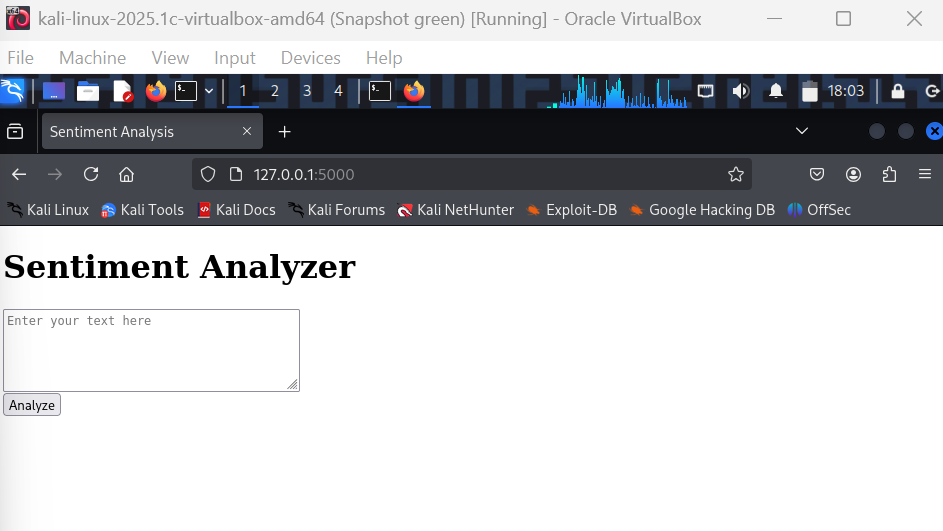 kali-linux-2025.1c-virtualbox-amd64 (Snapshot green) [Running] - Oracle VirtualBox
File Machine View Input Devices Help
1 2 3 4 18:03
Sentiment Analysis
127.0.0.1:5000
Kali Linux Kali Tools Kali Docs Kali Forums Kali NetHunter Exploit-DB Google Hacking DB OffSec
Sentiment Analyzer
Enter your text here
Analyze